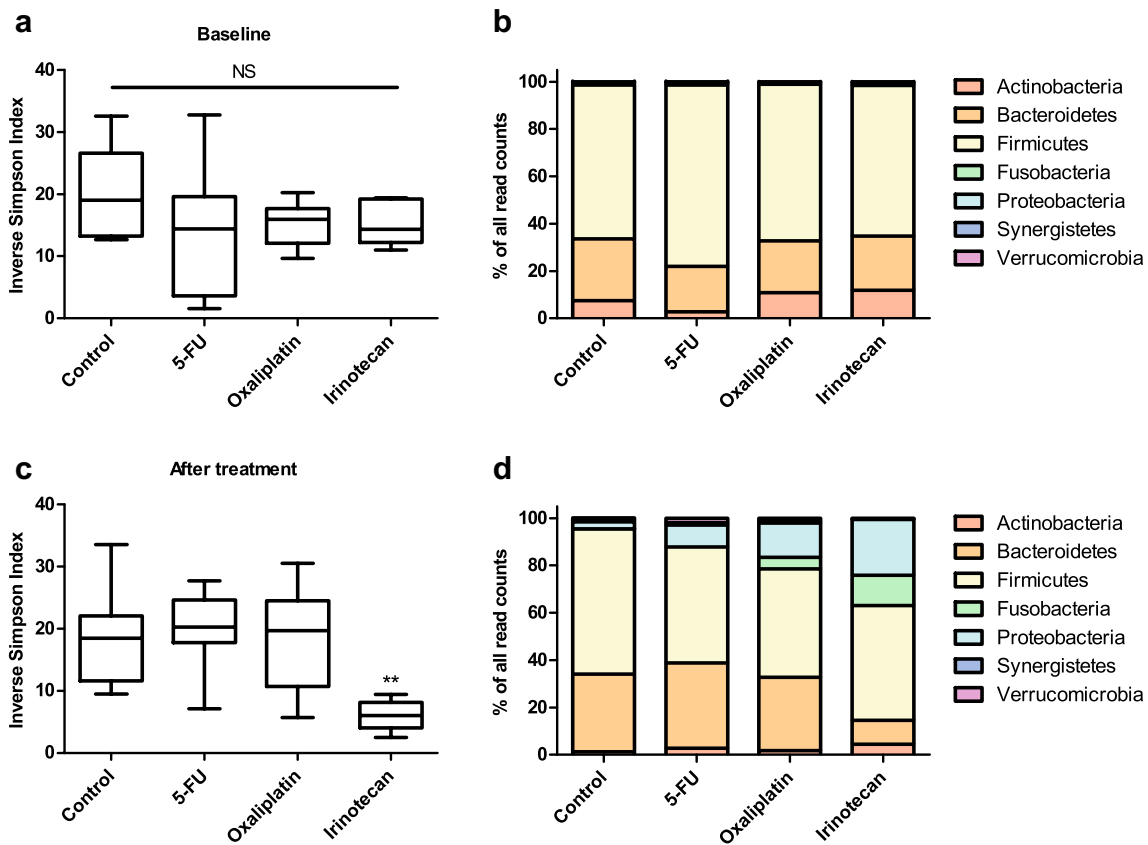 a
Baseline
NS
Inverse Simpson Index
40
30
20
10
0
Control
5-FU
Oxaliplatin
Irinotecan
b
% of all read counts
100
80
60
40
20
0
Control
5-FU
Oxaliplatin
Irinotecan
Actinobacteria
Bacteroidetes
Firmicutes
Fusobacteria
Proteobacteria
Synergistetes
Verrucomicrobia
c
After treatment
Inverse Simpson Index
40
30
20
10
0
**
Control
5-FU
Oxaliplatin
Irinotecan
d
% of all read counts
100
80
60
40
20
0
Control
5-FU
Oxaliplatin
Irinotecan
Actinobacteria
Bacteroidetes
Firmicutes
Fusobacteria
Proteobacteria
Synergistetes
Verrucomicrobia